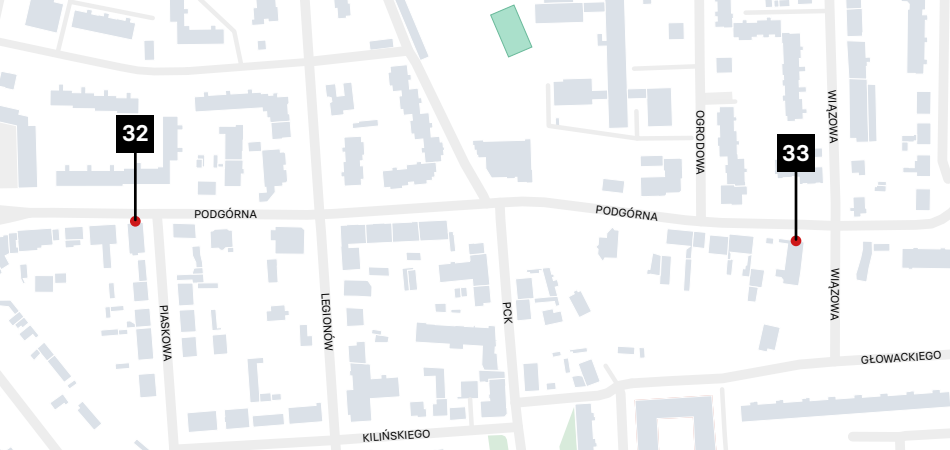 WIĄZOWA
OGRODOWA
32
33
PODGÓRNA
PODGÓRNA
PIASKOWA
LEGIONÓW
PCK
WIĄZOWA
GŁOWACKIEGO
KILIŃSKIEGO